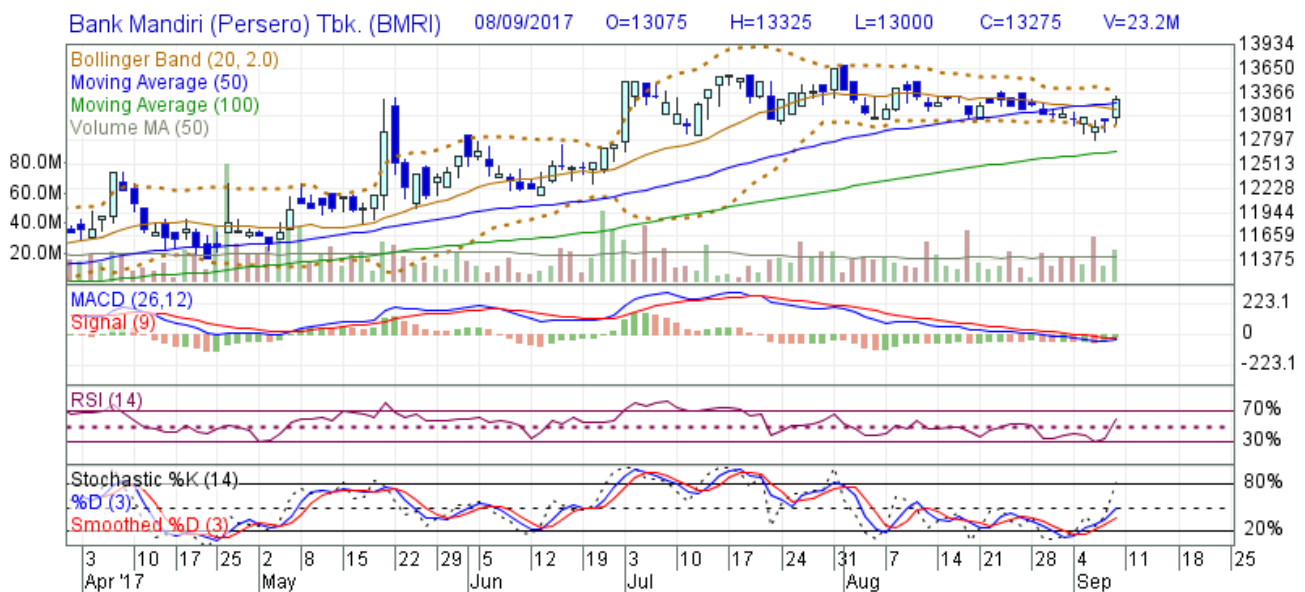 Bank Mandiri (Persero) Tbk. (BMRI) 08/09/2017 O=13075 H=13325 L=13000 C=13275 V=23.2M
Bollinger Band (20, 2.0)
Moving Average (50)
Moving Average (100)
Volume MA (50)
80.0M
60.0M
40.0M
20.0M
13934
13650
13366
13081
12797
12513
12228
11944
11659
11375
MACD (26,12)
Signal (9)
223.1
0
-223.1
RSI (14)
70%
30%
Stochastic %K (14)
%D (3)
Smoothed %D (3)
80%
20%
3 10 17 25 2 8 15 22 29 5 12 19 3 10 17 24 31 7 14 21 28 4 11 18 25
Apr '17 May Jun Jul Aug Sep